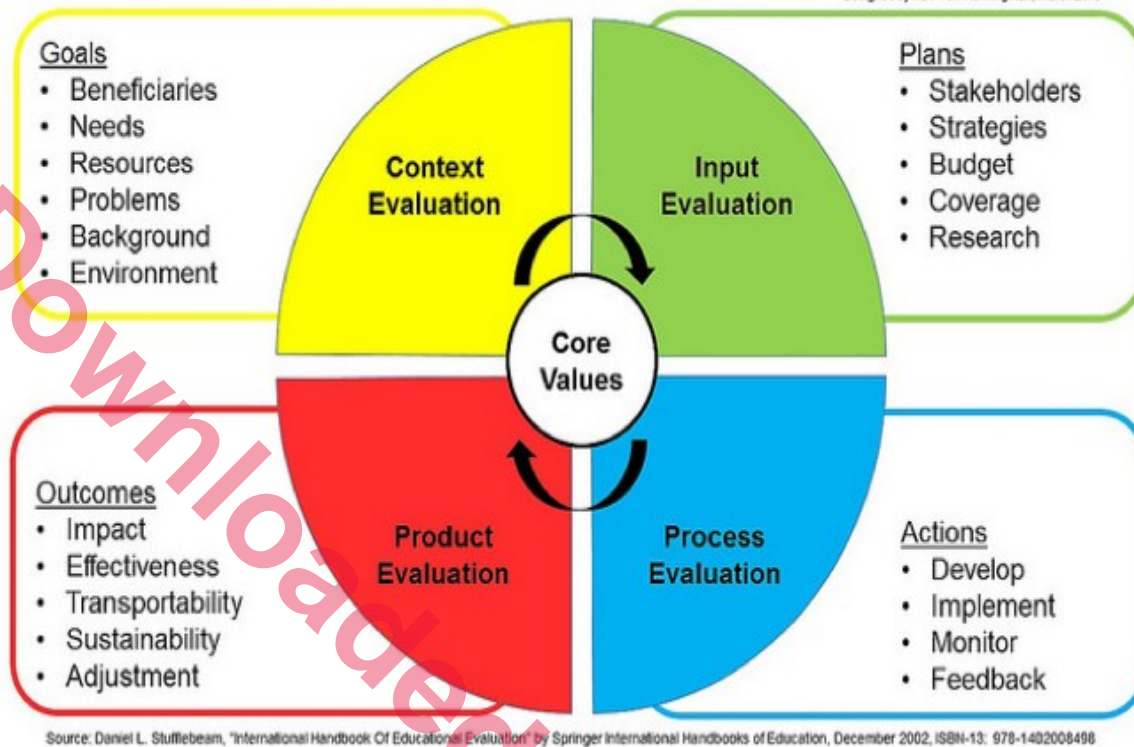 Goals
• Beneficiaries
• Needs
• Resources
• Problems
• Background
• Environment
Context
Evaluation
Input
Evaluation
Plans
• Stakeholders
• Strategies
• Budget
• Coverage
• Research
Core
Values
Outcomes
• Impact
• Effectiveness
• Transportability
• Sustainability
• Adjustment
Product
Evaluation
Process
Evaluation
Actions
• Develop
• Implement
• Monitor
• Feedback
Source: Daniel L. Stufflebeam, "International Handbook Of Educational Evaluation" by Springer International Handbooks of Education, December 2002, ISBN-13: 978-1402008498
Downloaded